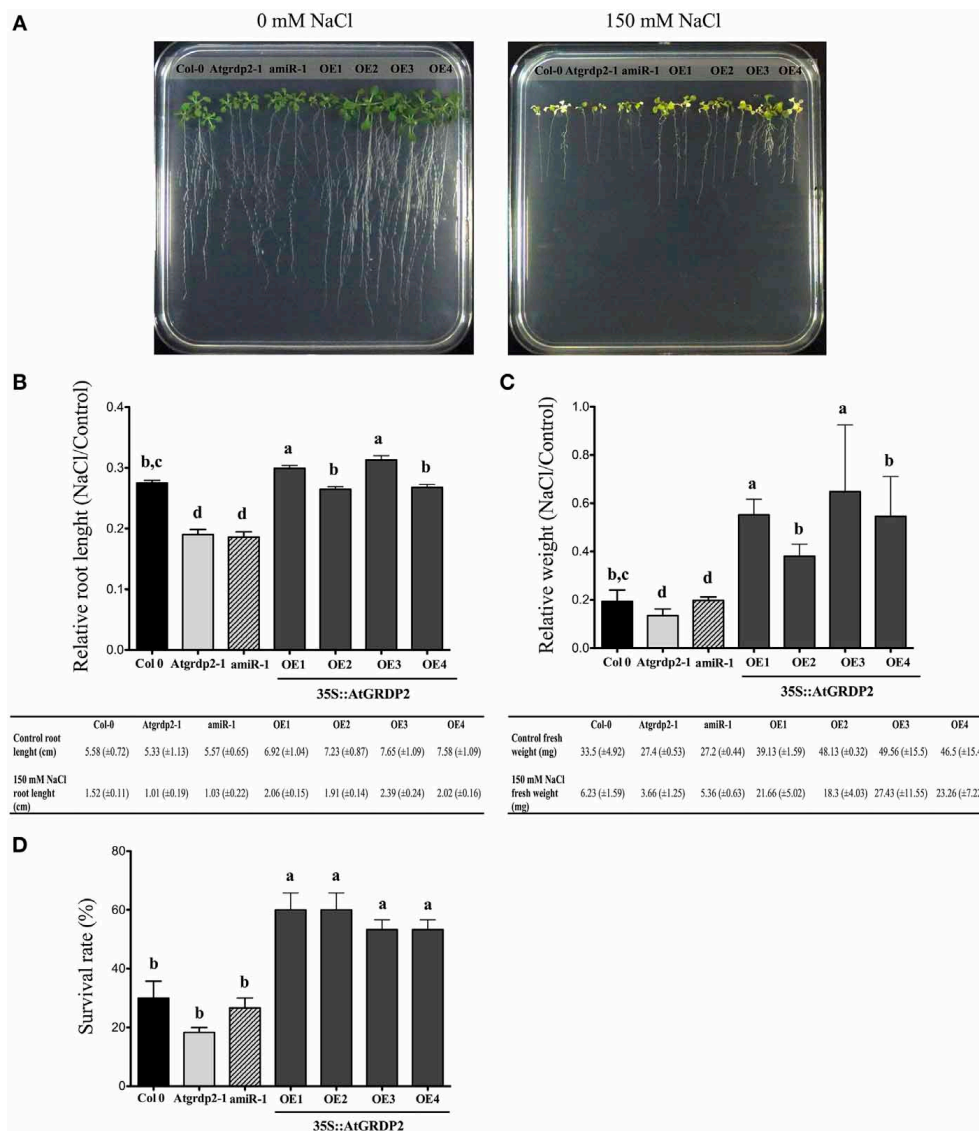 A
0 mM NaCl
150 mM NaCl
Col-0 Atgrdp2-1 amiR-1 OE1 OE2 OE3 OE4
Col-0 Atgrdp2-1 amiR-1 OE1 OE2 OE3 OE4
B
Relative root lenght (NaCl/Control)
0.4
0.3
0.2
0.1
0.0
b,c
d
d
a
b
a
b
Col 0 Atgrdp2-1 amiR-1 OE1 OE2 OE3 OE4
35S::AtGRDP2
Col-0 Atgrdp2-1 amiR-1 OE1 OE2 OE3 OE4
Control root
lenght (cm) 5.58 (±0.72) 5.33 (±1.13) 5.57 (±0.65) 6.92 (±1.04) 7.23 (±0.87) 7.65 (±1.09) 7.58 (±1.09)
150 mM NaCl
root lenght 1.52 (±0.11) 1.01 (±0.19) 1.03 (±0.22) 2.06 (±0.15) 1.91 (±0.14) 2.39 (±0.24) 2.02 (±0.16)
(cm)
C
Relative weight (NaCl/Control)
1.0
0.8
0.6
0.4
0.2
0.0
b,c
d
d
a
b
a
b
Col 0 Atgrdp2-1 amiR-1 OE1 OE2 OE3 OE4
35S::AtGRDP2
Col-0 Atgrdp2-1 amiR-1 OE1 OE2 OE3 OE4
Control fresh
weight (mg) 33.5 (±4.92) 27.4 (±0.53) 27.2 (±0.44) 39.13 (±1.59) 48.13 (±0.32) 49.56 (±15.5) 46.5 (±15.4
150 mM NaCl
fresh weight 6.23 (±1.59) 3.66 (±1.25) 5.36 (±0.63) 21.66 (±5.02) 18.3 (±4.03) 27.43 (±11.55) 23.26 (±7.22
(mg)
D
Survival rate (%)
80
60
40
20
0
b
b
b
a
a
a
a
Col 0 Atgrdp2-1 amiR-1 OE1 OE2 OE3 OE4
35S::AtGRDP2